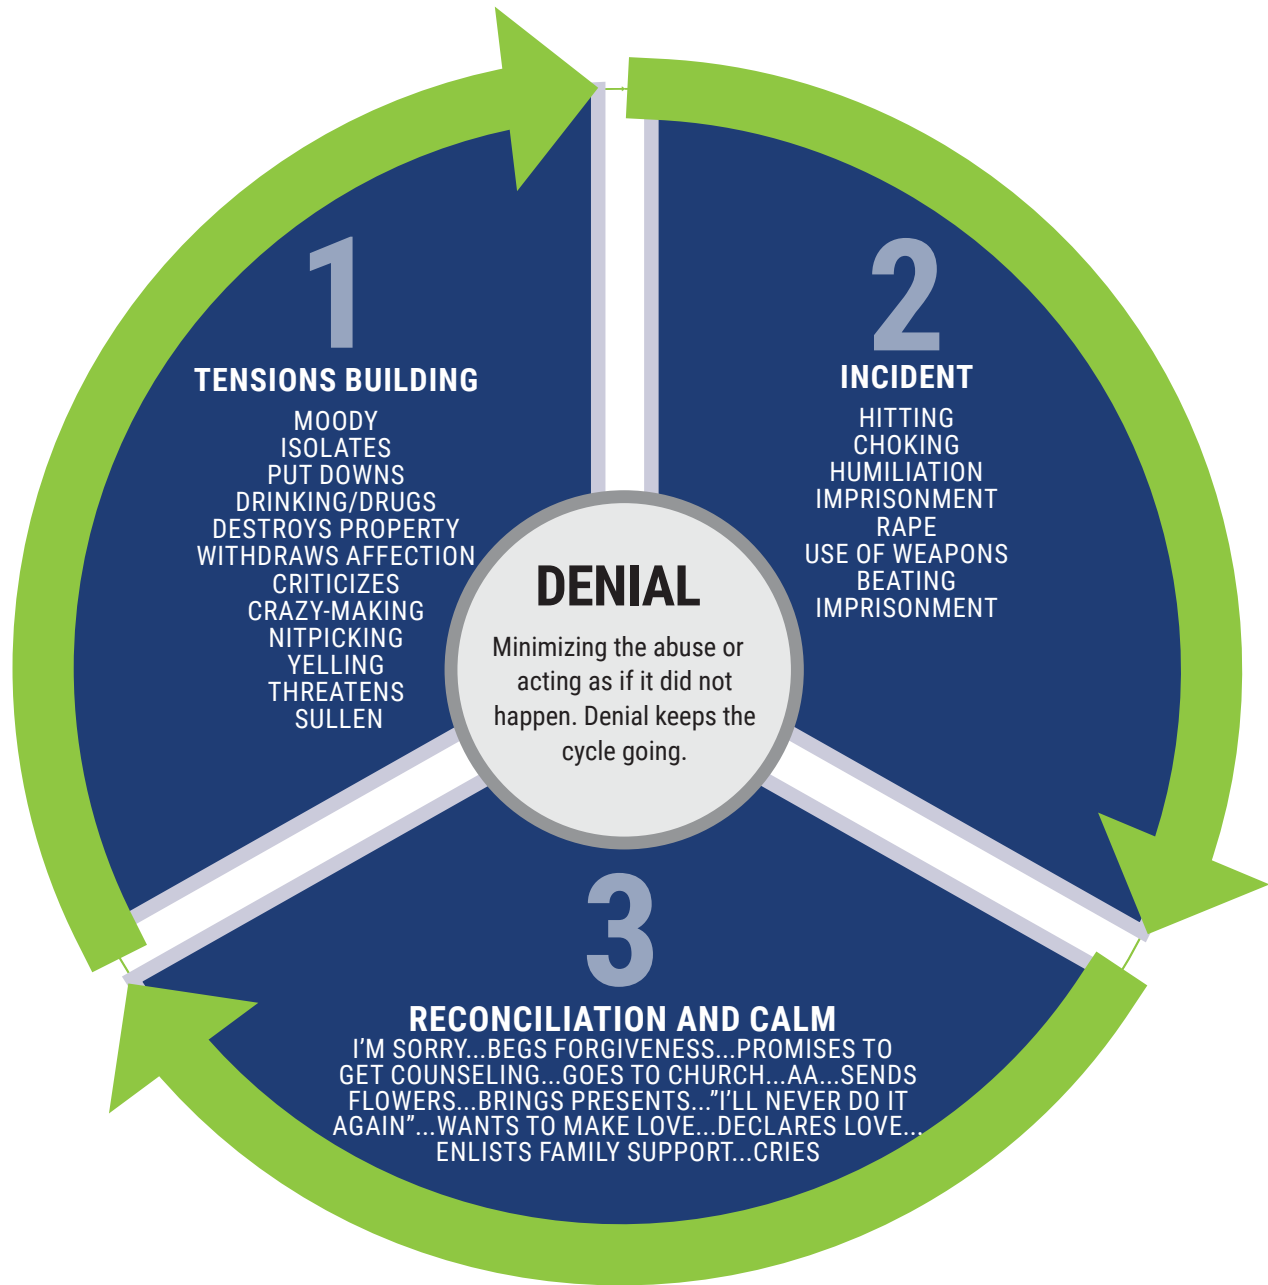 1
TENSIONS BUILDING
MOODY
ISOLATES
PUT DOWNS
DRINKING/DRUGS
DESTROYS PROPERTY
WITHDRAWS AFFECTION
CRITICIZES
CRAZY-MAKING
NITPICKING
YELLING
THREATENS
SULLEN
2
INCIDENT
HITTING
CHOKING
HUMILIATION
IMPRISONMENT
RAPE
USE OF WEAPONS
BEATING
IMPRISONMENT
DENIAL
Minimizing the abuse or
acting as if it did not
happen. Denial keeps the
cycle going.
3
RECONCILIATION AND CALM
I'M SORRY...BEGS FORGIVENESS...PROMISES TO
GET COUNSELING...GOES TO CHURCH...AA...SENDS
FLOWERS...BRINGS PRESENTS..."I'LL NEVER DO IT
AGAIN"...WANTS TO MAKE LOVE...DECLARES LOVE...
ENLISTS FAMILY SUPPORT...CRIES